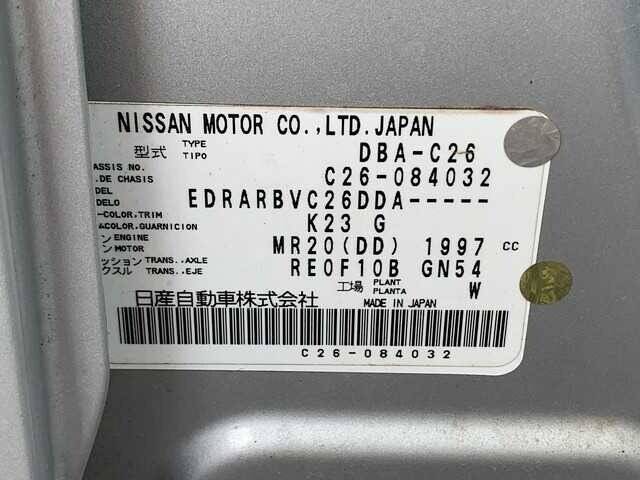 NISSAN MOTOR CO.,LTD.JAPAN
型式 TYPE TIPO DBA-C26
ASSIS NO. .DE CHASIS C26-084032
DEL DELO EDRARBVC26DDA-----
-COLOR,TRIM &COLOR,GUARNICION K23 G
ン ENGINE ン MOTOR MR20(DD) 1997 CC
ッション TRANS..AXLE クスル TRANS..EJE RE0F10B GN54
工場 PLANT PLANTA W
日産自動車株式会社 MADE IN JAPAN
C26-084032